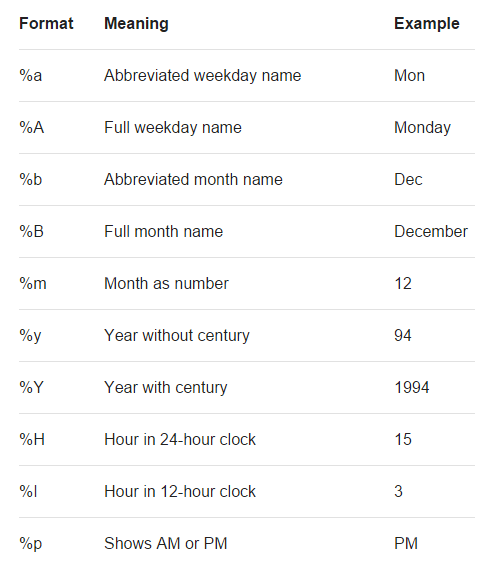 Format Meaning Example
%a Abbreviated weekday name Mon
%A Full weekday name Monday
%b Abbreviated month name Dec
%B Full month name December
%m Month as number 12
%y Year without century 94
%Y Year with century 1994
%H Hour in 24-hour clock 15
%I Hour in 12-hour clock 3
%p Shows AM or PM PM